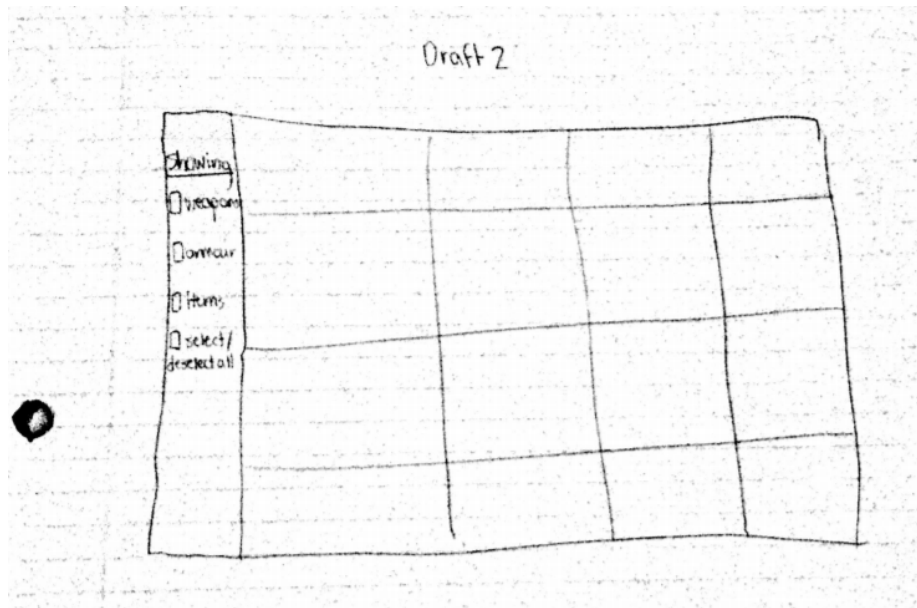 Draft 2
Showing
weapons
armour
items
select/
deselect all